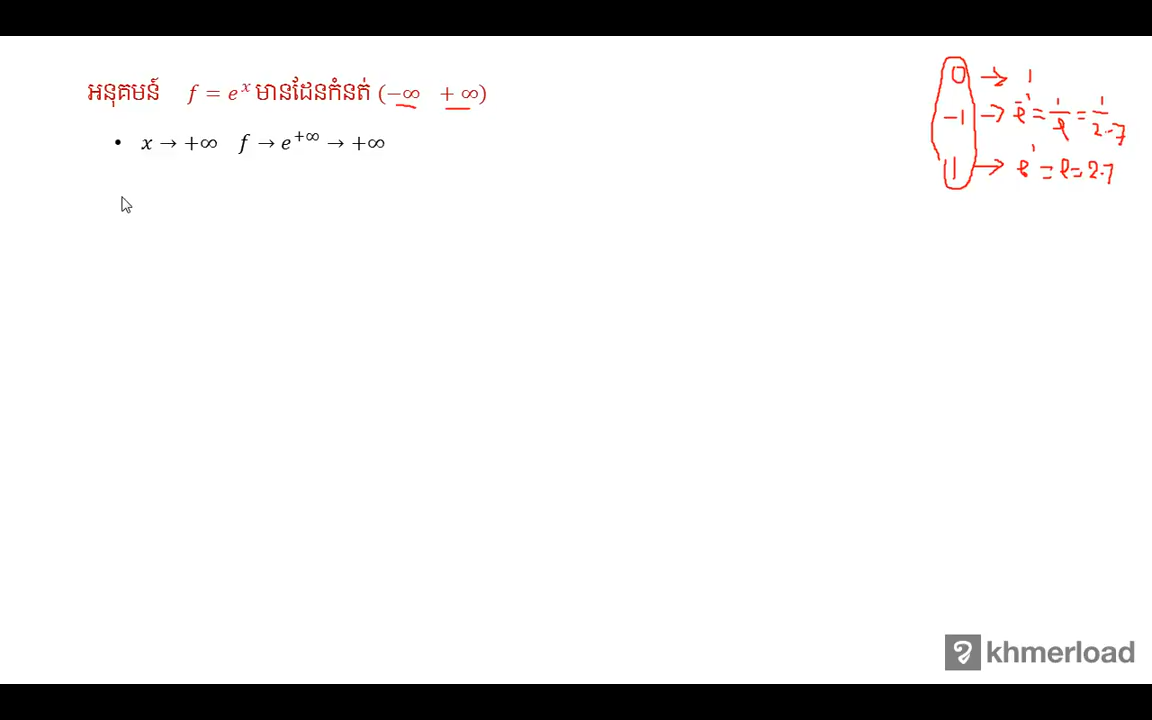 អនុគមន៍ f = e^x មានដែនកំនត់ (−∞ + ∞)
• x → +∞ f → e^{+∞} → +∞
0 → 1
−1 → e^{-1} = 1/e = 1/2.7
1 → e^1 = e = 2.7
khmerload